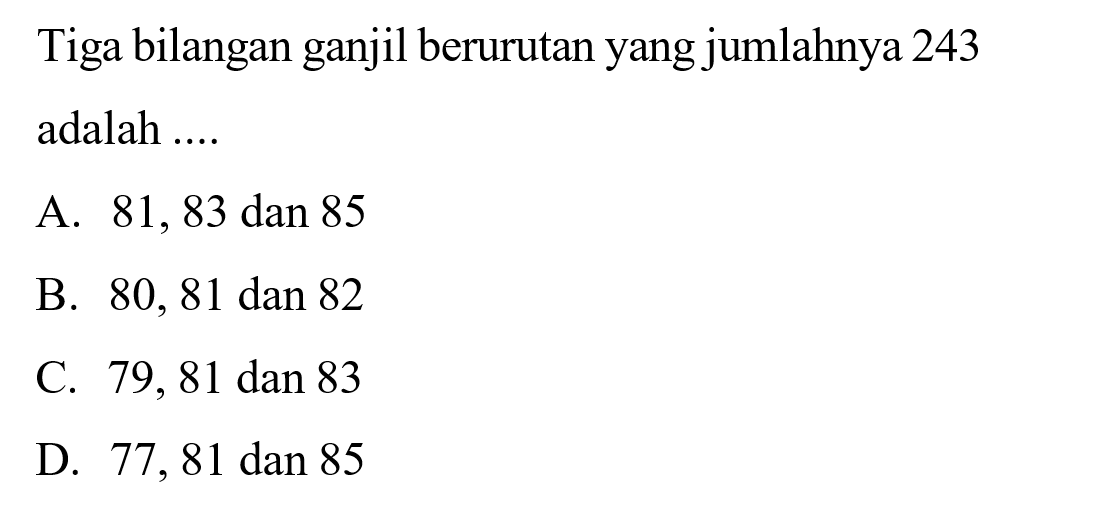 Tiga bilangan ganjil berurutan yang jumlahnya 243
adalah ....
A. 81, 83 dan 85
B. 80, 81 dan 82
C. 79, 81 dan 83
D. 77, 81 dan 85